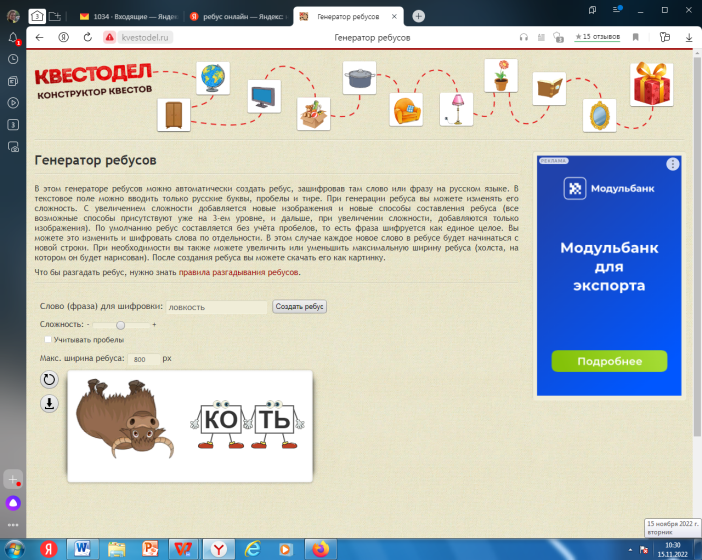 1034 · Входящие — Яндек
ребус онлайн — Яндекс:
Генератор ребусов
kvestodel.ru
Генератор ребусов
15 отзывов
КВЕСТОДЕЛ
КОНСТРУКТОР КВЕСТОВ
Генератор ребусов
В этом генераторе ребусов можно автоматически создать ребус, зашифровав там слово или фразу на русском языке. В
текстовое поле можно вводить только русские буквы, пробелы и тире. При генерации ребуса вы можете изменять его
сложность. С увеличением сложности добавляется новые изображения и новые способы составления ребуса (все
возможные способы присутствуют уже на 3-ем уровне, и дальше, при увеличении сложности, добавляются только
изображения). По умолчанию ребус составляется без учёта пробелов, то есть фраза шифруется как единое целое. Вы
можете это изменить и шифровать слова по отдельности. В этом случае каждое новое слово в ребусе будет начинаться с
новой строки. При необходимости вы также можете увеличить или уменьшить максимальную ширину ребуса (холста, на
котором он будет нарисован). После создания ребуса вы можете скачать его как картинку.
Что бы разгадать ребус, нужно знать правила разгадывания ребусов.
Слово (фраза) для шифровки: ловкость Создать ребус
Сложность: - +
Учитывать пробелы
Макс. ширина ребуса: 800 px
КО ТЬ
РЕКЛАМА
Модульбанк
Модульбанк
для
экспорта
Подробнее
15 ноября 2022 г.
вторник
10:30
15.11.2022